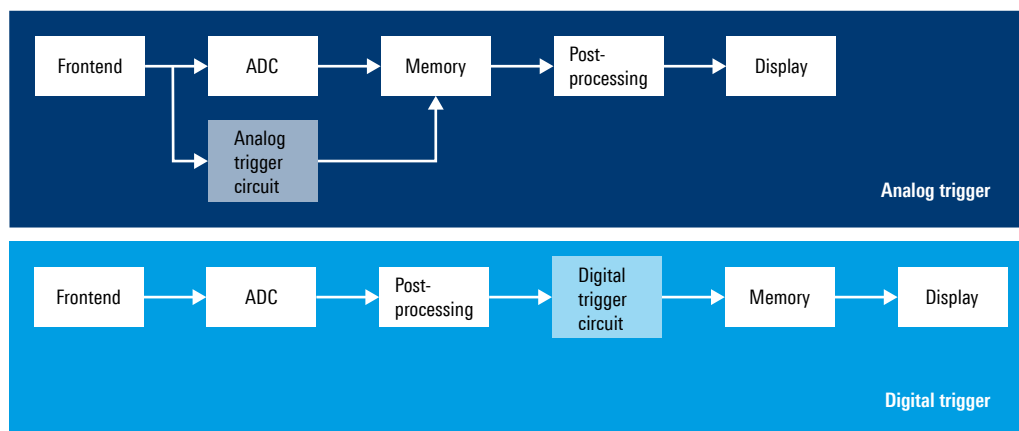 Frontend
ADC
Memory
Post-
processing
Display
Analog
trigger
circuit
Analog trigger
Frontend
ADC
Post-
processing
Digital
trigger
circuit
Memory
Display
Digital trigger